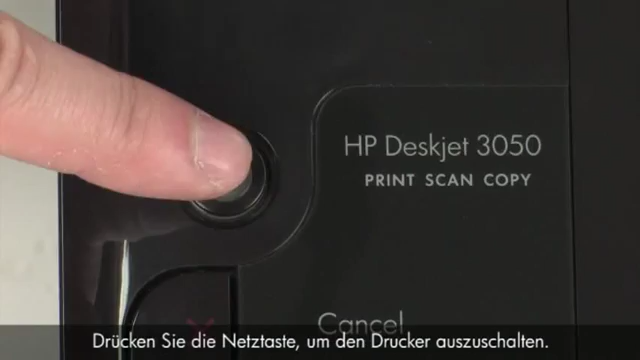 HP Deskjet 3050
PRINT SCAN COPY
Cancel
Drücken Sie die Netztaste, um den Drucker auszuschalten.